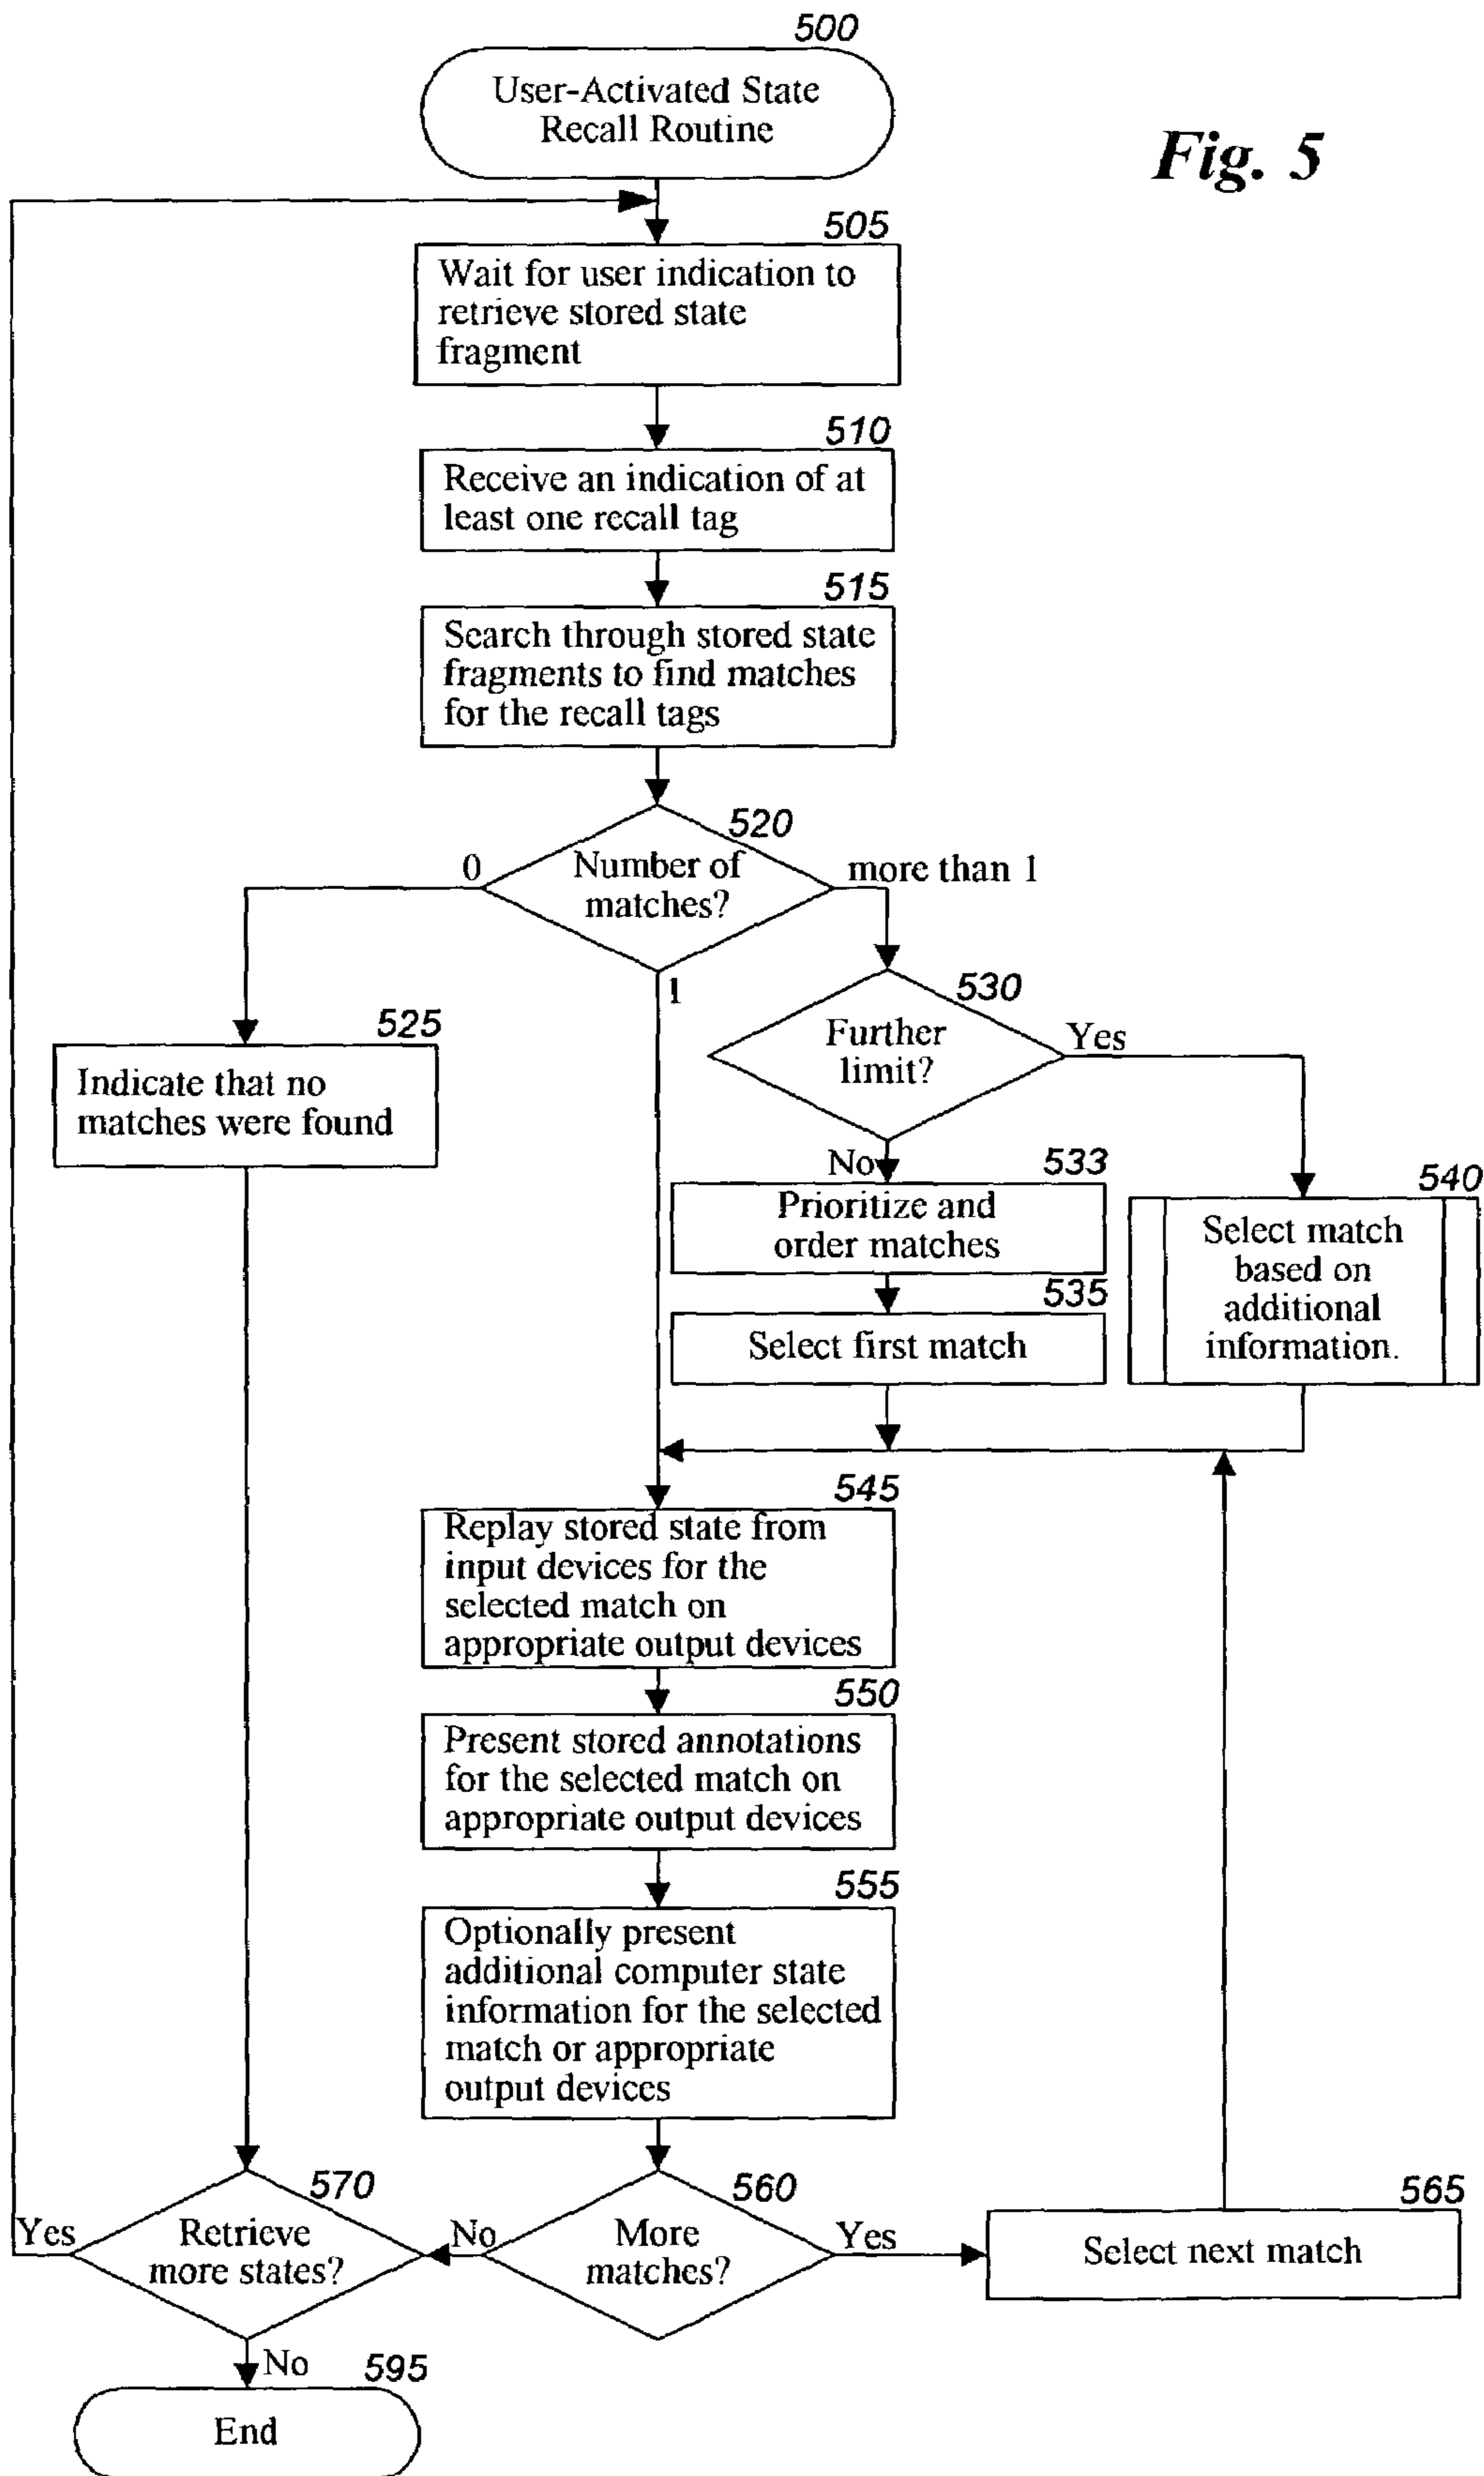 500
User-Activated State
Recall Routine
Fig. 5
505
Wait for user indication to
retrieve stored state
fragment
510
Receive an indication of at
least one recall tag
515
Search through stored state
fragments to find matches
for the recall tags
520
Number of
matches?
0
more than 1
1
530
Further
limit?
Yes
No
525
Indicate that no
matches were found
533
Prioritize and
order matches
535
Select first match
540
Select match
based on
additional
information.
545
Replay stored state from
input devices for the
selected match on
appropriate output devices
550
Present stored annotations
for the selected match on
appropriate output devices
555
Optionally present
additional computer state
information for the selected
match or appropriate
output devices
560
More
matches?
No
Yes
565
Select next match
570
Retrieve
more states?
Yes
No
595
End